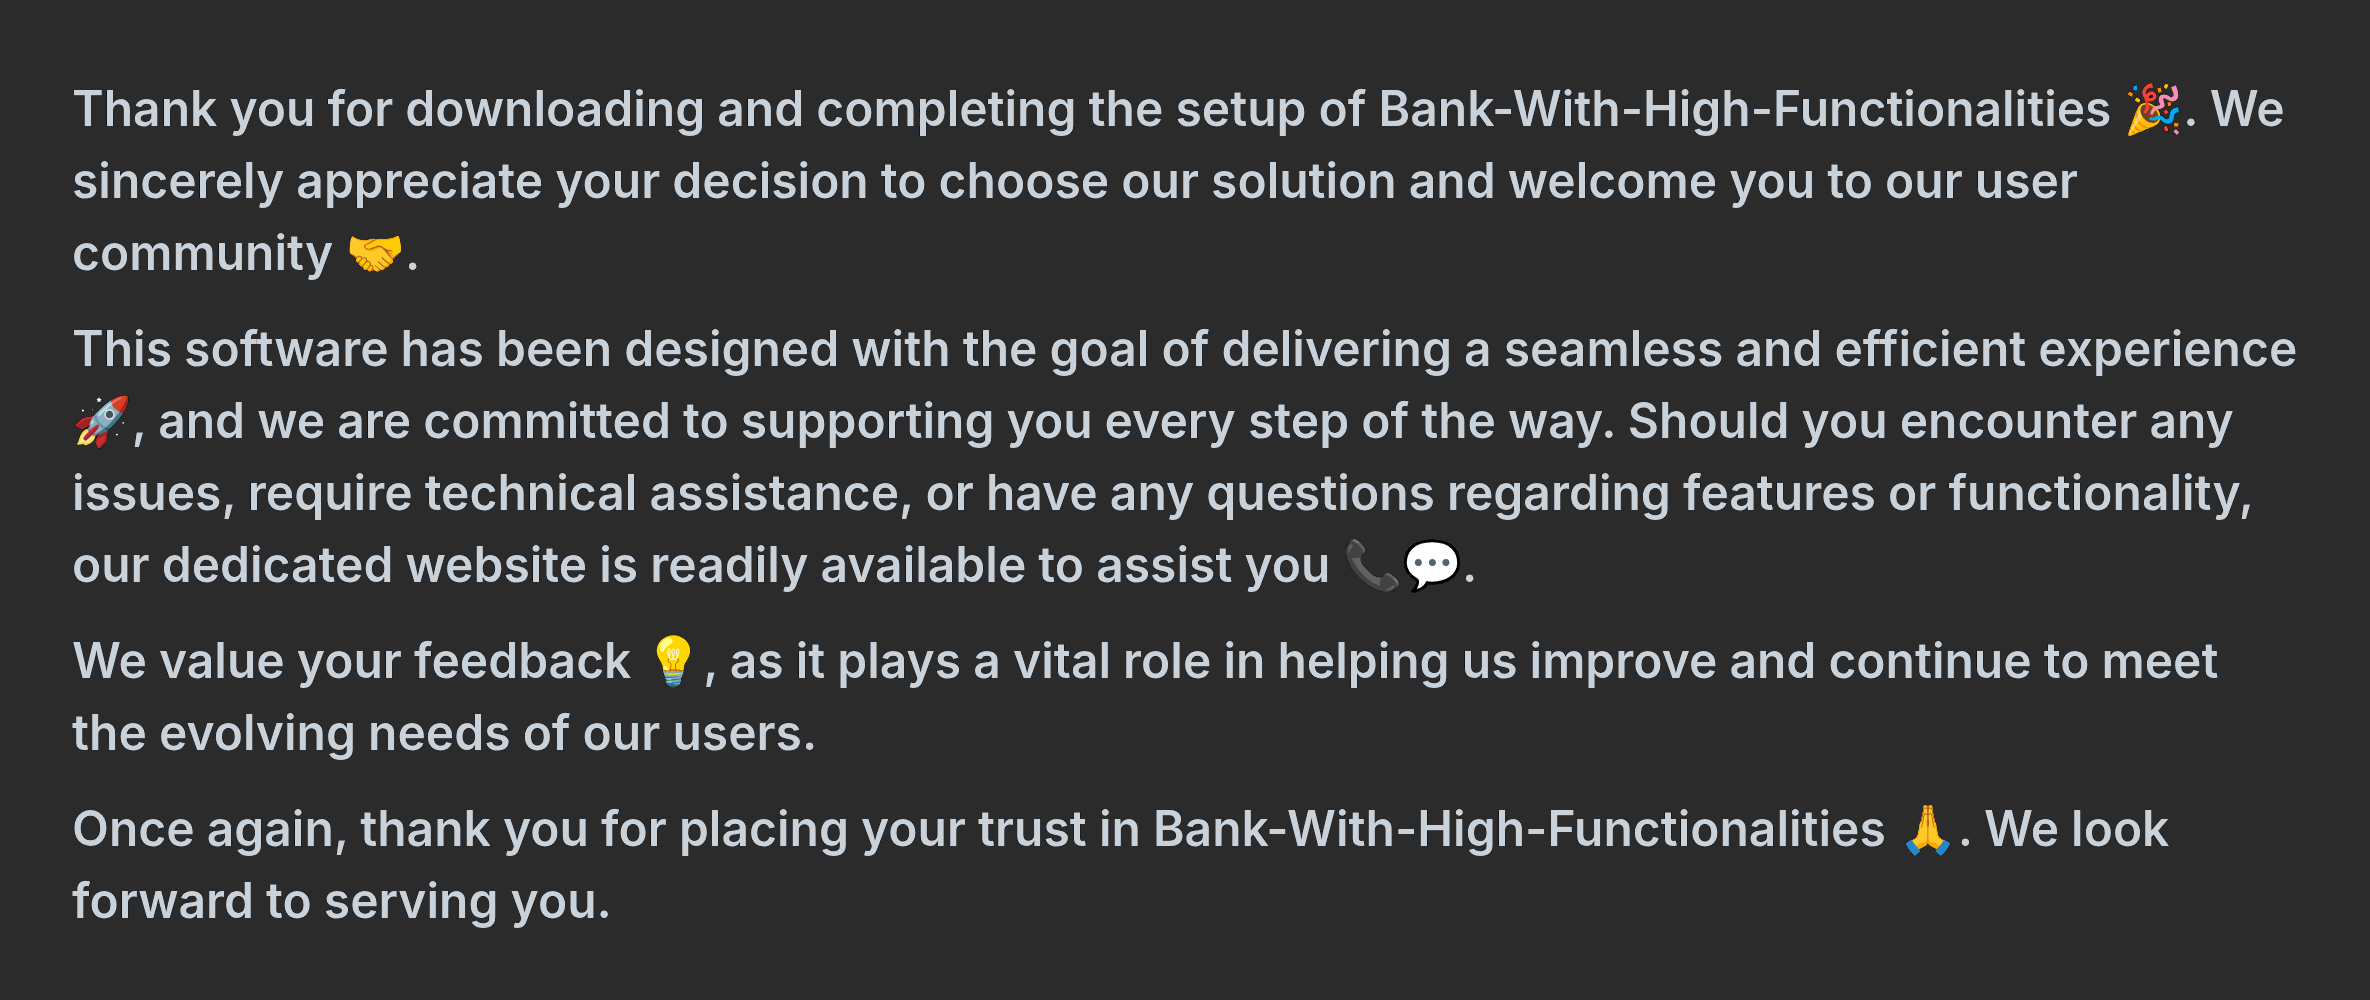 Thank you for downloading and completing the setup of Bank-With-High-Functionalities 🎉. We
sincerely appreciate your decision to choose our solution and welcome you to our user
community 🤝.
This software has been designed with the goal of delivering a seamless and efficient experience
🚀, and we are committed to supporting you every step of the way. Should you encounter any
issues, require technical assistance, or have any questions regarding features or functionality,
our dedicated website is readily available to assist you 📞💬.
We value your feedback 💡, as it plays a vital role in helping us improve and continue to meet
the evolving needs of our users.
Once again, thank you for placing your trust in Bank-With-High-Functionalities 🙏. We look
forward to serving you.